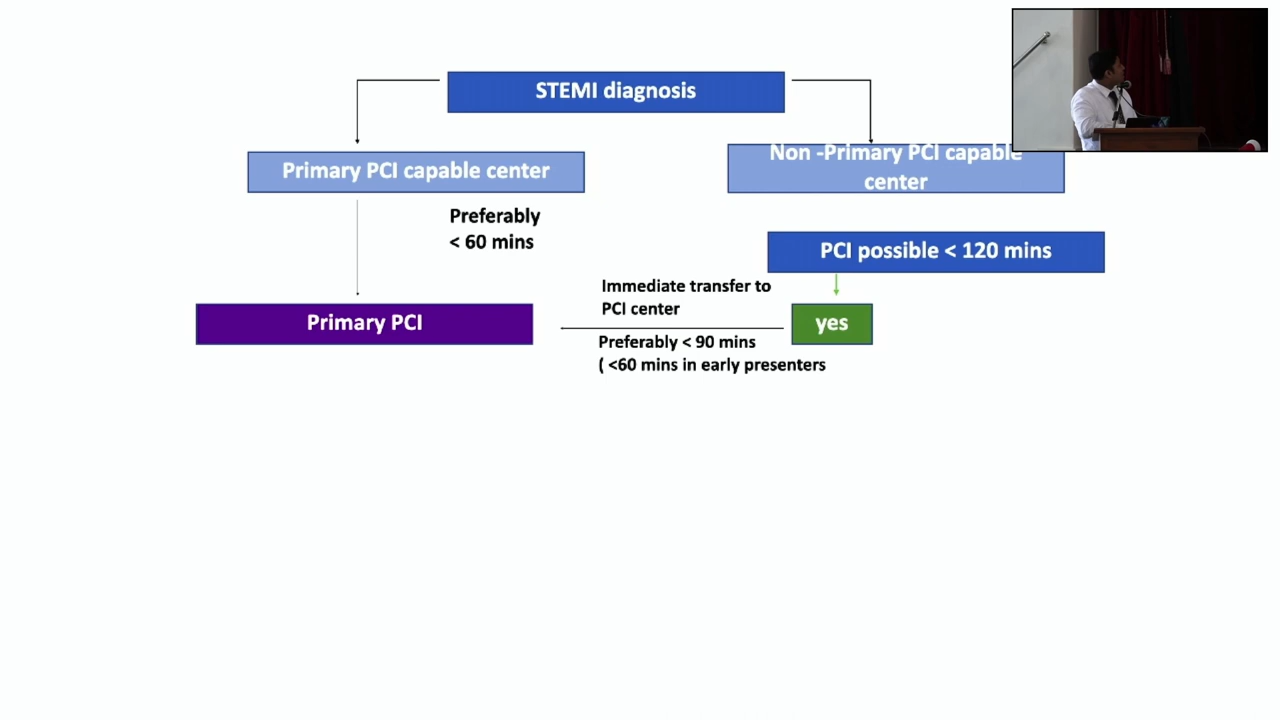 STEMI diagnosis
Primary PCI capable center
Non -Primary PCI capable
center
Preferably
< 60 mins
PCI possible < 120 mins
Immediate transfer to
PCI center
Primary PCI
yes
Preferably < 90 mins
( <60 mins in early presenters